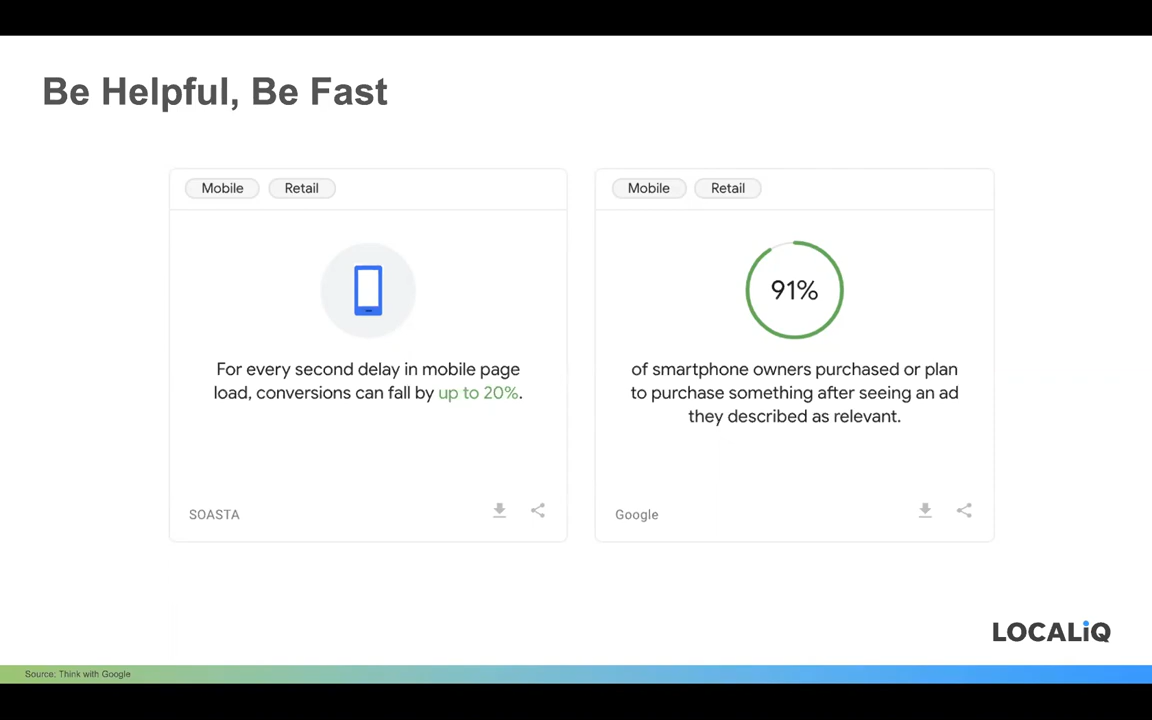 Be Helpful, Be Fast
Mobile
Retail
For every second delay in mobile page
load, conversions can fall by up to 20%.
SOASTA
Mobile
Retail
91%
of smartphone owners purchased or plan
to purchase something after seeing an ad
they described as relevant.
Google
LOCALiQ
Source: Think with Google